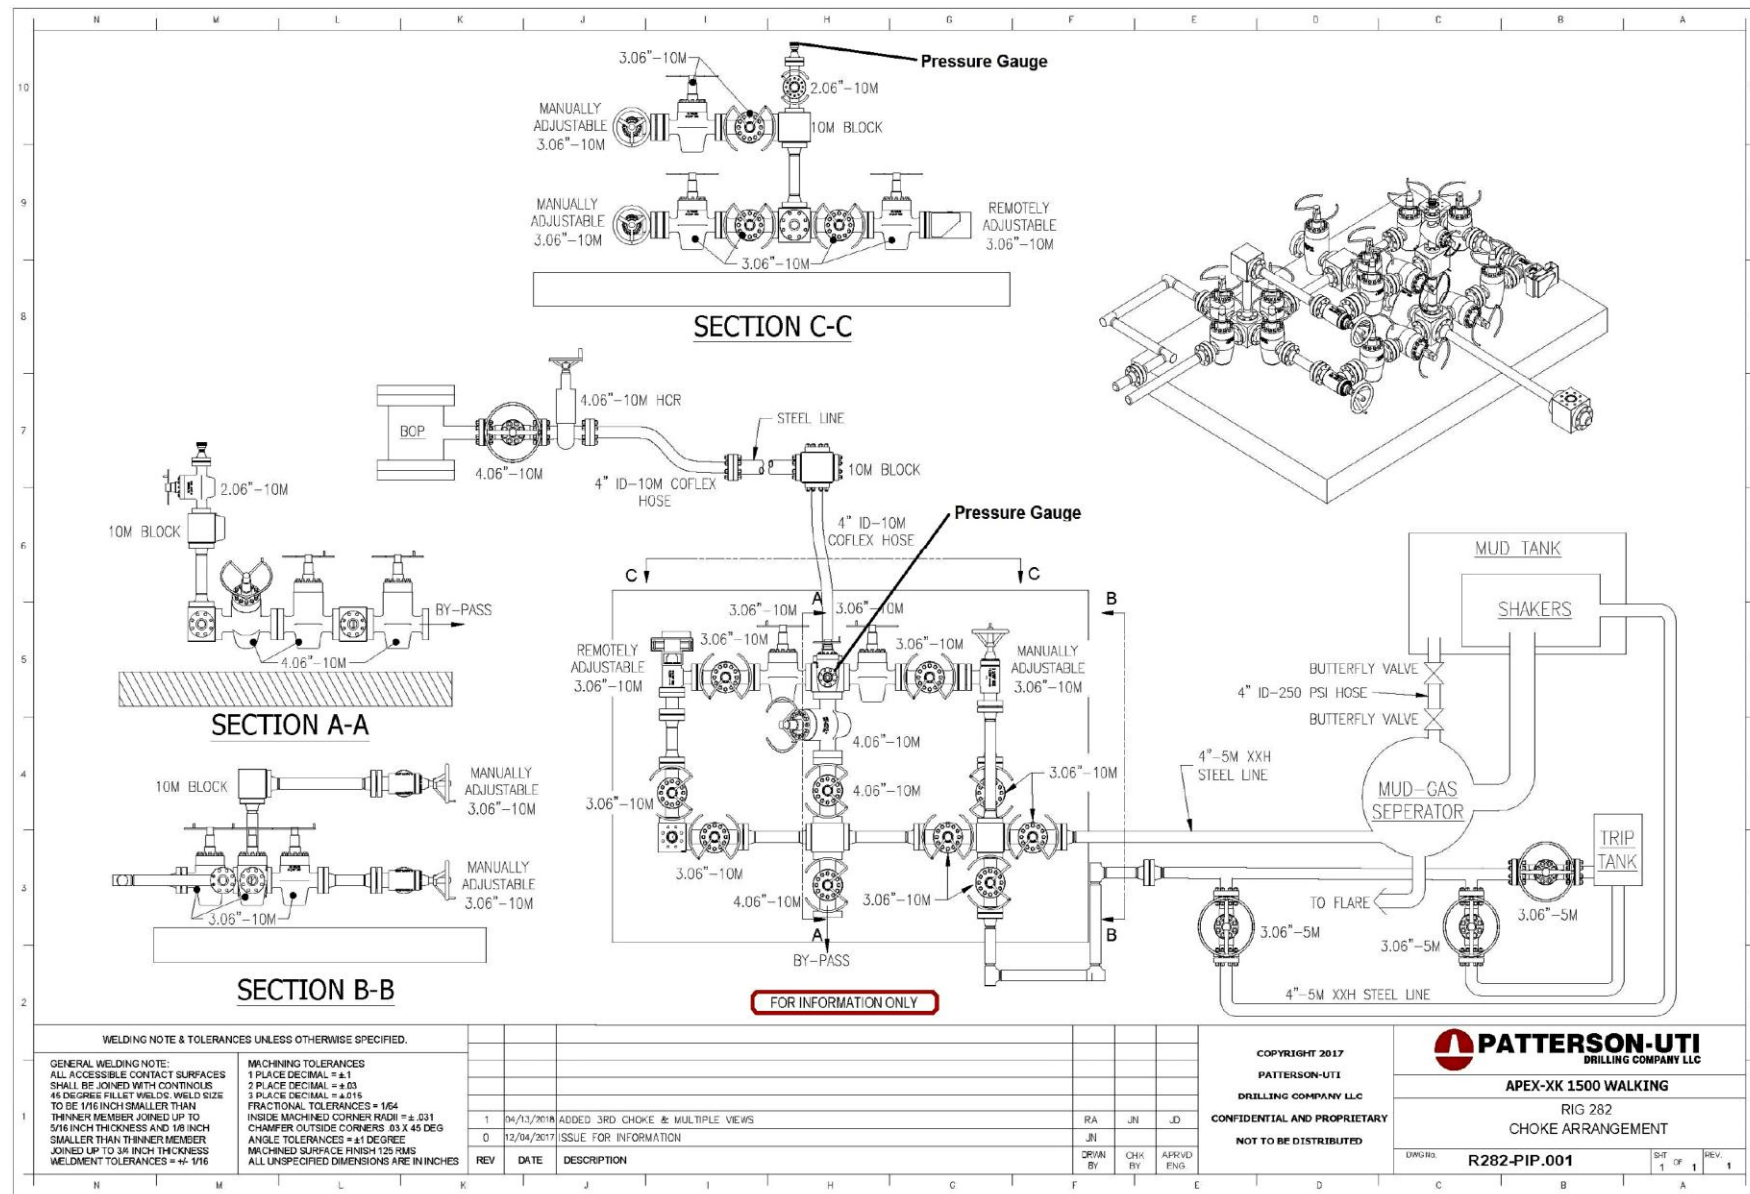 N M L K J I H G F E D C B A
10
9
8
7
6
5
4
3
2
1
3.06"-10M
Pressure Gauge
2.06"-10M
MANUALLY
ADJUSTABLE
3.06"-10M
10M BLOCK
MANUALLY
ADJUSTABLE
3.06"-10M
REMOTELY
ADJUSTABLE
3.06"-10M
3.06"-10M
SECTION C-C
BOP
4.06"-10M HCR
4.06"-10M
STEEL LINE
4" ID-10M COFLEX
HOSE
10M BLOCK
4" ID-10M
COFLEX HOSE
Pressure Gauge
2.06"-10M
10M BLOCK
BY-PASS
4.06"-10M
SECTION A-A
10M BLOCK
MANUALLY
ADJUSTABLE
3.06"-10M
MANUALLY
ADJUSTABLE
3.06"-10M
3.06"-10M
SECTION B-B
C
C
A
B
3.06"-10M
3.06"-10M
3.06"-10M
3.06"-10M
REMOTELY
ADJUSTABLE
3.06"-10M
MANUALLY
ADJUSTABLE
3.06"-10M
4.06"-10M
4.06"-10M
3.06"-10M
3.06"-10M
3.06"-10M
4.06"-10M
3.06"-10M
A
B
BY-PASS
FOR INFORMATION ONLY
MUD TANK
SHAKERS
BUTTERFLY VALVE
4" ID-250 PSI HOSE
BUTTERFLY VALVE
4"-5M XXH
STEEL LINE
MUD-GAS
SEPERATOR
TRIP
TANK
TO FLARE
3.06"-5M
3.06"-5M
3.06"-5M
4"-5M XXH STEEL LINE
WELDING NOTE & TOLERANCES UNLESS OTHERWISE SPECIFIED.
GENERAL WELDING NOTE:
ALL ACCESSIBLE CONTACT SURFACES
SHALL BE JOINED WITH CONTINOUS
45 DEGREE FILLET WELDS. WELD SIZE
TO BE 1/16 INCH SMALLER THAN
THINNER MEMBER JOINED UP TO
5/16 INCH THICKNESS AND 1/8 INCH
SMALLER THAN THINNER MEMBER
JOINED UP TO 3/4 INCH THICKNESS
WELDMENT TOLERANCES = +/- 1/16
MACHINING TOLERANCES
1 PLACE DECIMAL = ±.1
2 PLACE DECIMAL = ±.03
3 PLACE DECIMAL = ±.015
FRACTIONAL TOLERANCES = 1/64
INSIDE MACHINED CORNER RADII = ± .031
CHAMFER OUTSIDE CORNERS .03 X 45 DEG
ANGLE TOLERANCES = ±1 DEGREE
MACHINED SURFACE FINISH 125 RMS
ALL UNSPECIFIED DIMENSIONS ARE IN INCHES
1 04/13/2018 ADDED 3RD CHOKE & MULTIPLE VIEWS RA JN JD
0 12/04/2017 ISSUE FOR INFORMATION JN
REV DATE DESCRIPTION DRWN BY CHK BY APRVD ENG.
COPYRIGHT 2017
PATTERSON-UTI
DRILLING COMPANY LLC
CONFIDENTIAL AND PROPRIETARY
NOT TO BE DISTRIBUTED
PATTERSON-UTI
DRILLING COMPANY LLC
APEX-XK 1500 WALKING
RIG 282
CHOKE ARRANGEMENT
DWG No. R282-PIP.001 SHT 1 OF 1 REV. 1
N M L K J I H G F E D C B A